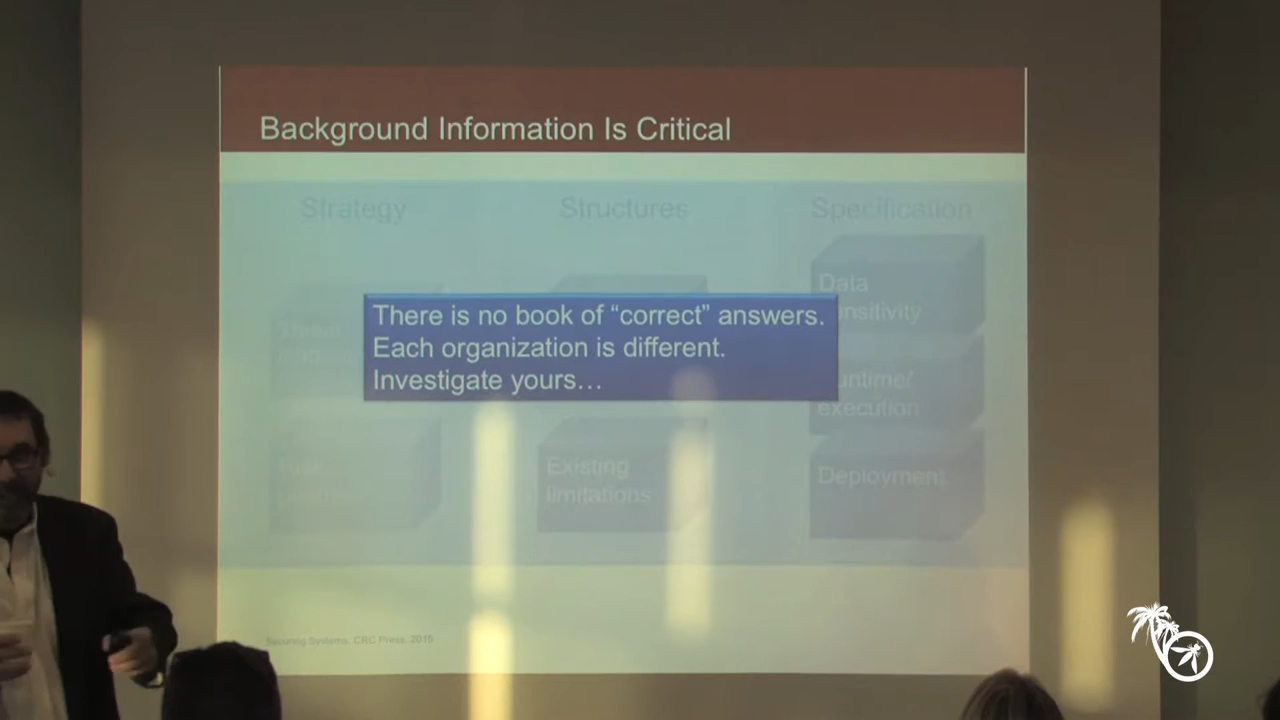 Background Information Is Critical
Strategy
Structures
Specification
Data
There is no book of “correct” answers.
Each organization is different.
Investigate yours…
execution
Existing
limitations
Deployment
Securing Systems, CRC Press, 2015